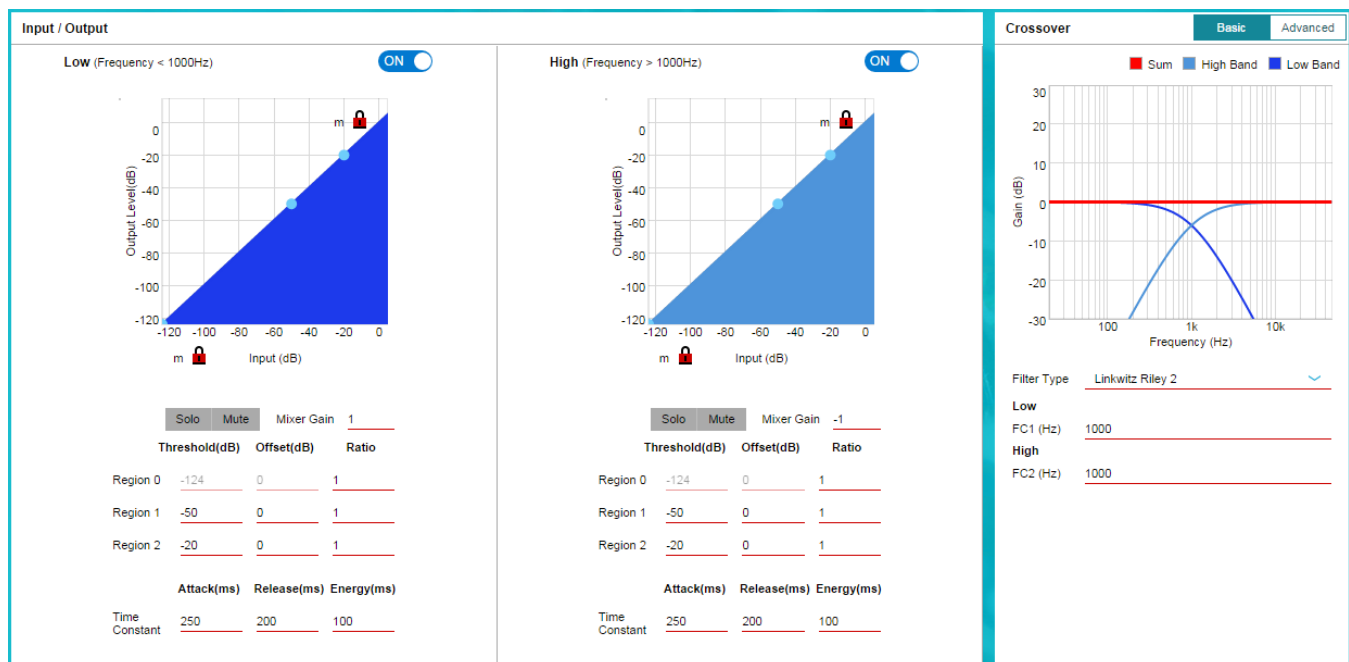 Input / Output
Low (Frequency < 1000Hz)
ON
m
0
-20
-40
-60
-80
-100
-120
Output Level(dB)
-120 -100 -80 -60 -40 -20 0
m
Input (dB)
Solo Mute Mixer Gain 1
Threshold(dB) Offset(dB) Ratio
Region 0 -124 0 1
Region 1 -50 0 1
Region 2 -20 0 1
Attack(ms) Release(ms) Energy(ms)
Time Constant 250 200 100
High (Frequency > 1000Hz)
ON
m
0
-20
-40
-60
-80
-100
-120
Output Level(dB)
-120 -100 -80 -60 -40 -20 0
m
Input (dB)
Solo Mute Mixer Gain -1
Threshold(dB) Offset(dB) Ratio
Region 0 -124 0 1
Region 1 -50 0 1
Region 2 -20 0 1
Attack(ms) Release(ms) Energy(ms)
Time Constant 250 200 100
Crossover
Basic Advanced
Sum High Band Low Band
30
20
10
0
-10
-20
-30
Gain (dB)
100 1k 10k
Frequency (Hz)
Filter Type Linkwitz Riley 2
Low
FC1 (Hz) 1000
High
FC2 (Hz) 1000